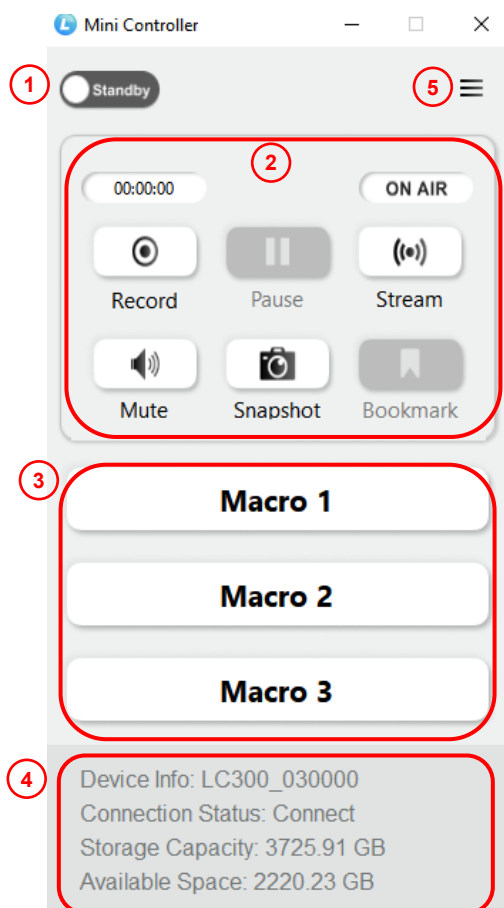 Mini Controller
1
Standby
5
2
00:00:00
ON AIR
Record
Pause
Stream
Mute
Snapshot
Bookmark
3
Macro 1
Macro 2
Macro 3
4
Device Info: LC300_030000
Connection Status: Connect
Storage Capacity: 3725.91 GB
Available Space: 2220.23 GB